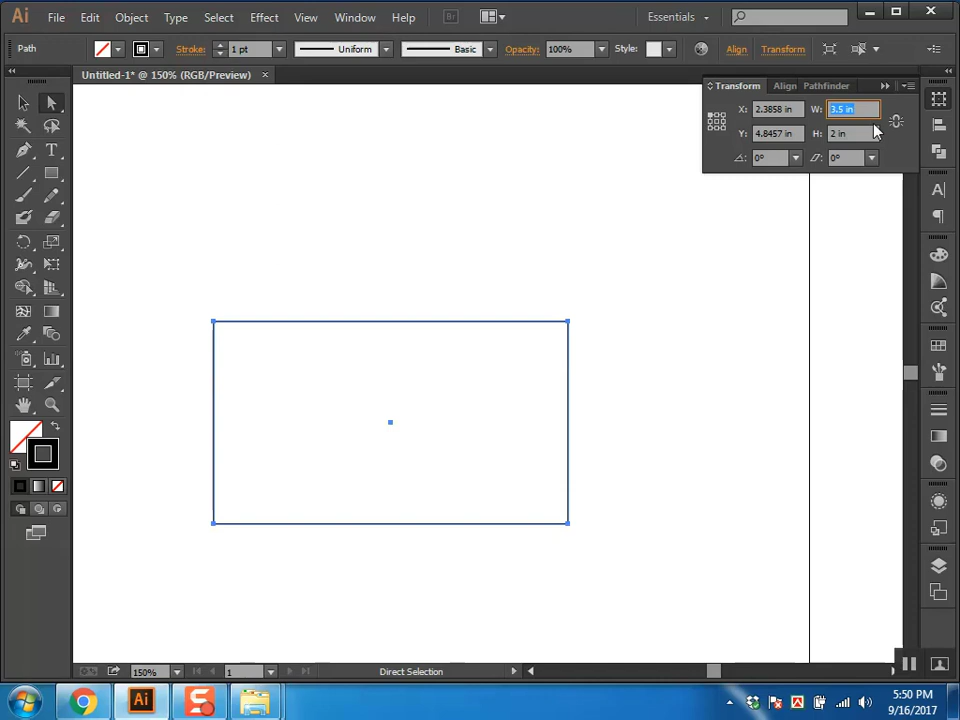 Ai File Edit Object Type Select Effect View Window Help Br Essentials
Path Stroke: 1 pt Uniform Basic Opacity: 100% Style: Align Transform
Untitled-1* @ 150% (RGB/Preview) ×
Transform Align Pathfinder
X: 2.3858 in W: 3.5 in
Y: 4.8457 in H: 2 in
0° 0°
150% 1 Direct Selection
Ai
5:50 PM
9/16/2017